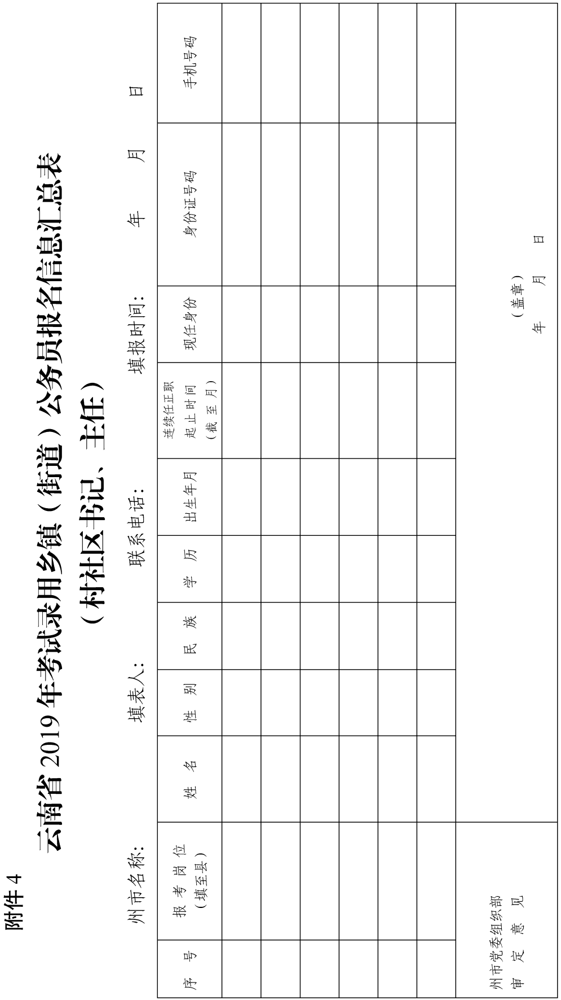 附件 4
云南省 2019 年考试录用乡镇（街道）公务员报名信息汇总表
（村社区书记、主任）
州市名称： 填表人： 联系电话： 填报时间： 年 月 日
序 号
报 考 岗 位
（填至县）
姓 名
性 别
民 族
学 历
出生年月
连续任正职
起止时间
（截 至 月）
现任身份
身份证号码
手机号码
州市党委组织部
审 定 意 见
（盖章）
年 月 日